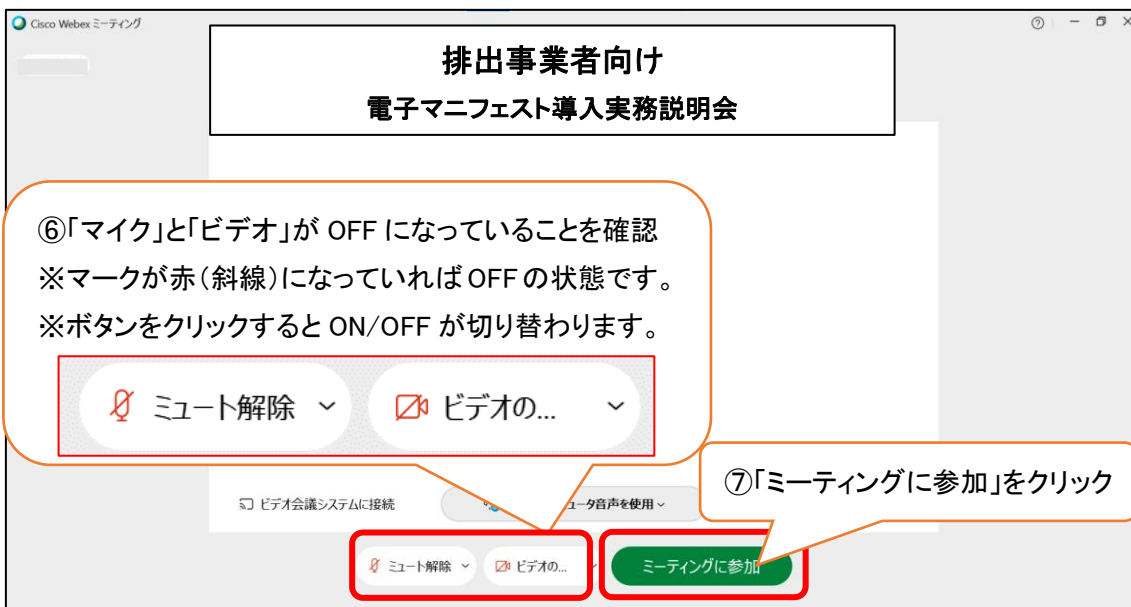 Cisco Webex ミーティング
排出事業者向け
電子マニフェスト導入実務説明会
⑥「マイク」と「ビデオ」が OFF になっていることを確認
※マークが赤(斜線)になっていれば OFF の状態です。
※ボタンをクリックすると ON/OFF が切り替わります。
ミュート解除
ビデオの...
⑦「ミーティングに参加」をクリック
ビデオ会議システムに接続
ータ音声を使用
ミュート解除
ビデオの...
ミーティングに参加